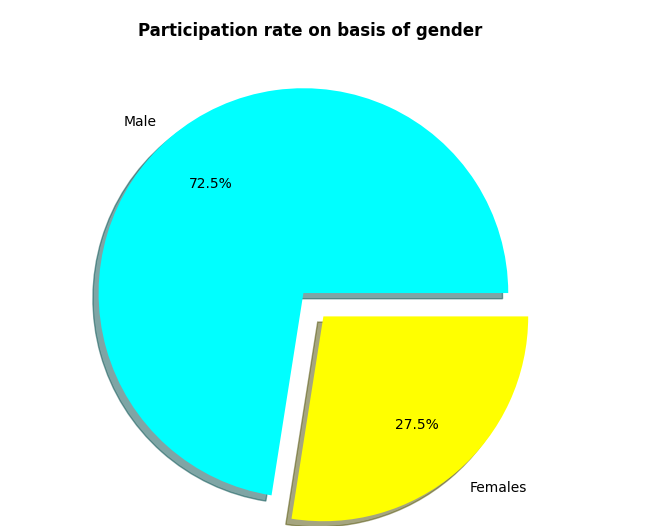 Participation rate on basis of gender
Male
72.5%
27.5%
Females